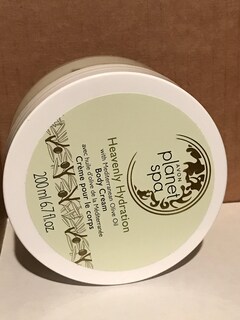 AVON
planet
spa
Heavenly Hydration
with Mediterranean Olive Oil
Body Cream
Crème pour le corps
avec huile d'olive de la Méditerranée
200 ml 6.7 fl.oz.